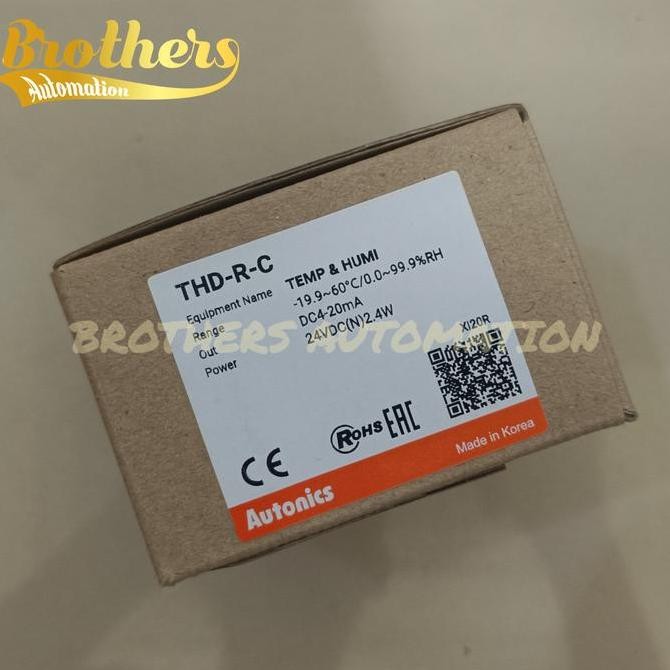 Brothers
Automation
THD-R-C
Equipment Name TEMP & HUMI
Range -19.9~60°C/0.0~99.9%RH
Out DC4-20mA
Power 24VDC(N)2.4W
BROTHERS AUTOMATION
XI20R
CE RoHS EAC
Autonics Made in Korea